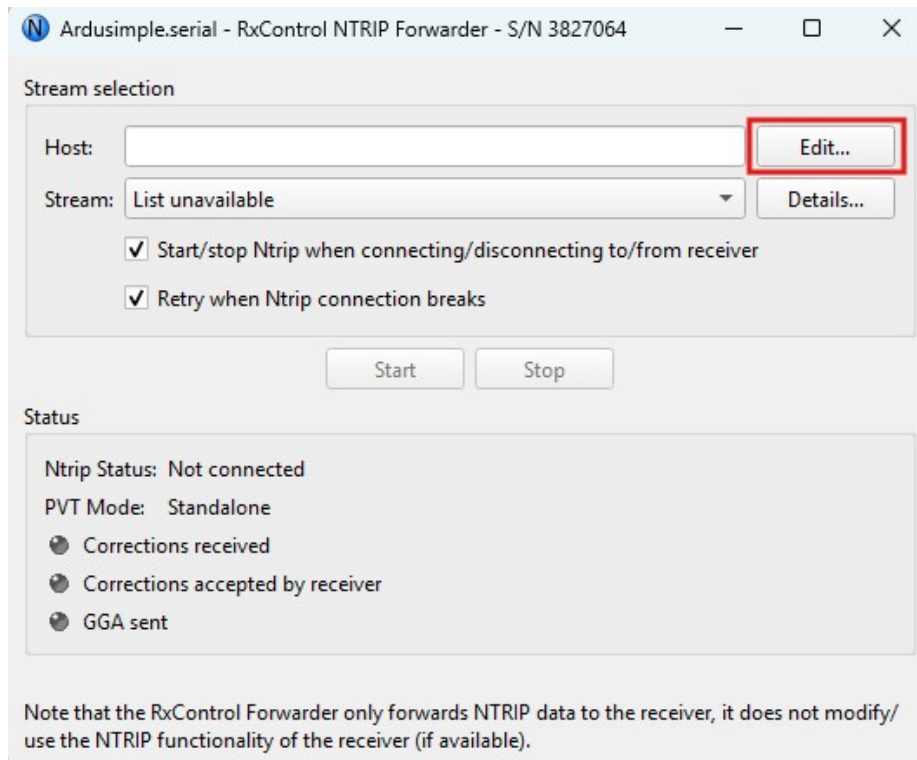 Ardusimple.serial - RxControl NTRIP Forwarder - S/N 3827064
Stream selection
Host: Edit...
Stream: List unavailable Details...
Start/stop Ntrip when connecting/disconnecting to/from receiver
Retry when Ntrip connection breaks
Start Stop
Status
Ntrip Status: Not connected
PVT Mode: Standalone
Corrections received
Corrections accepted by receiver
GGA sent
Note that the RxControl Forwarder only forwards NTRIP data to the receiver, it does not modify/
use the NTRIP functionality of the receiver (if available).